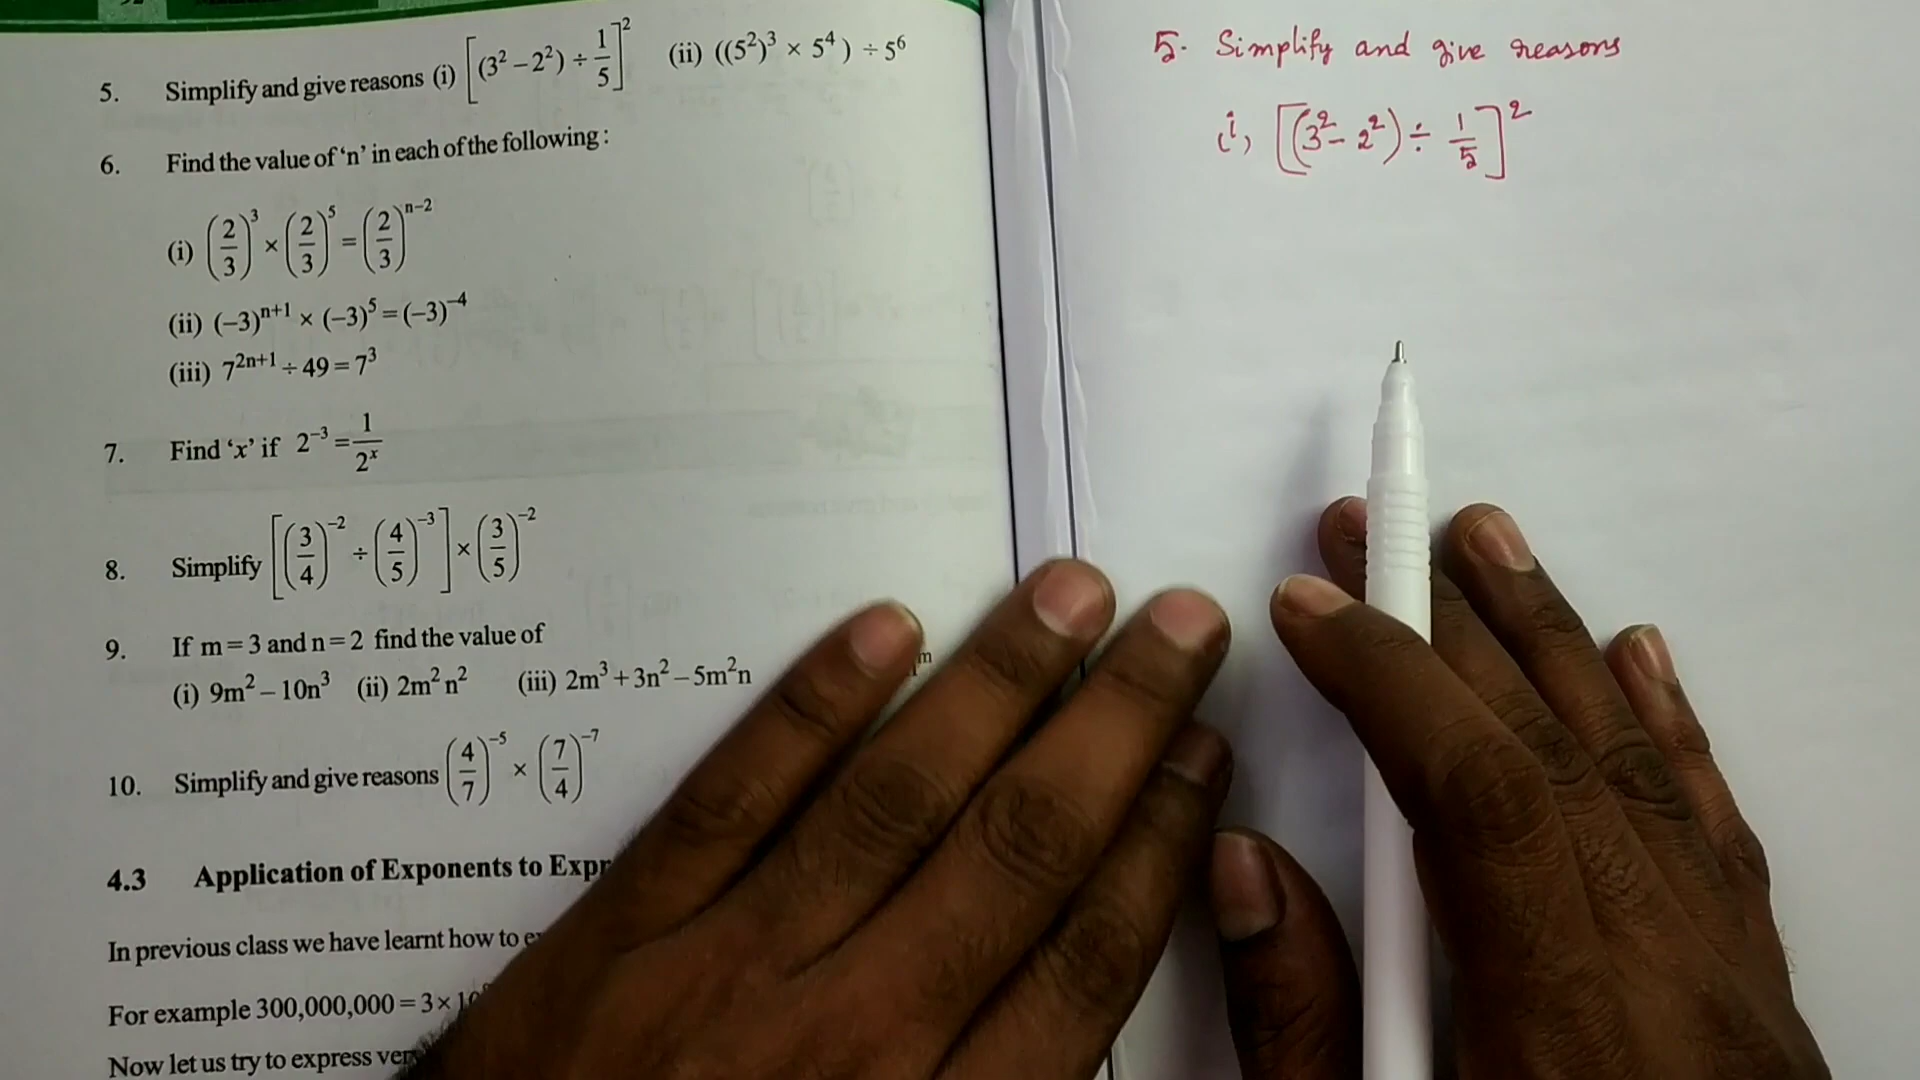 5. Simplify and give reasons (i) [(3² – 2²) ÷ 1/5]² (ii) ((5²)³ × 5⁴) ÷ 5⁶
6. Find the value of ‘n’ in each of the following :
(i) (2/3)³ × (2/3)⁵ = (2/3)ⁿ⁻²
(ii) (–3)ⁿ⁺¹ × (–3)⁵ = (–3)⁻⁴
(iii) 7²ⁿ⁺¹ ÷ 49 = 7³
7. Find ‘x’ if 2⁻³ = 1/2ˣ
8. Simplify [(3/4)⁻² ÷ (4/5)⁻³] × (3/5)⁻²
9. If m = 3 and n = 2 find the value of
(i) 9m² – 10n³ (ii) 2m² n² (iii) 2m³ + 3n² – 5m²n
10. Simplify and give reasons (4/7)⁻⁵ × (7/4)⁻⁷
4.3 Application of Exponents to
In previous class we have learnt how to
For example 300,000,000 = 3 ×
Now let us try to express
5. Simplify and give reasons
i, [(3² - 2²) ÷ 1/5]²